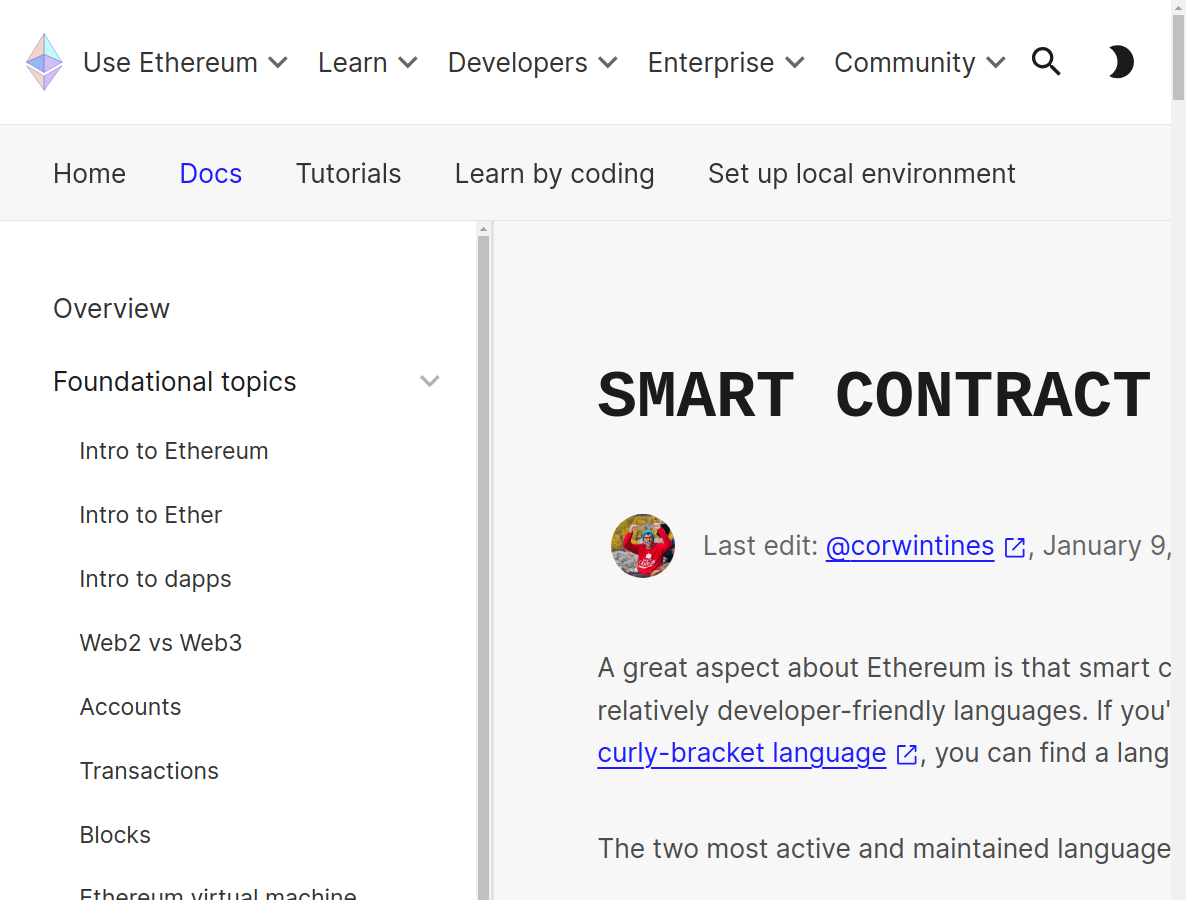 Use Ethereum Learn Developers Enterprise Community
Home Docs Tutorials Learn by coding Set up local environment
Overview
Foundational topics
Intro to Ethereum
Intro to Ether
Intro to dapps
Web2 vs Web3
Accounts
Transactions
Blocks
Ethereum virtual machine
SMART CONTRACT
Last edit: @corwintines, January 9,
A great aspect about Ethereum is that smart c
relatively developer-friendly languages. If you'
curly-bracket language, you can find a lang
The two most active and maintained language